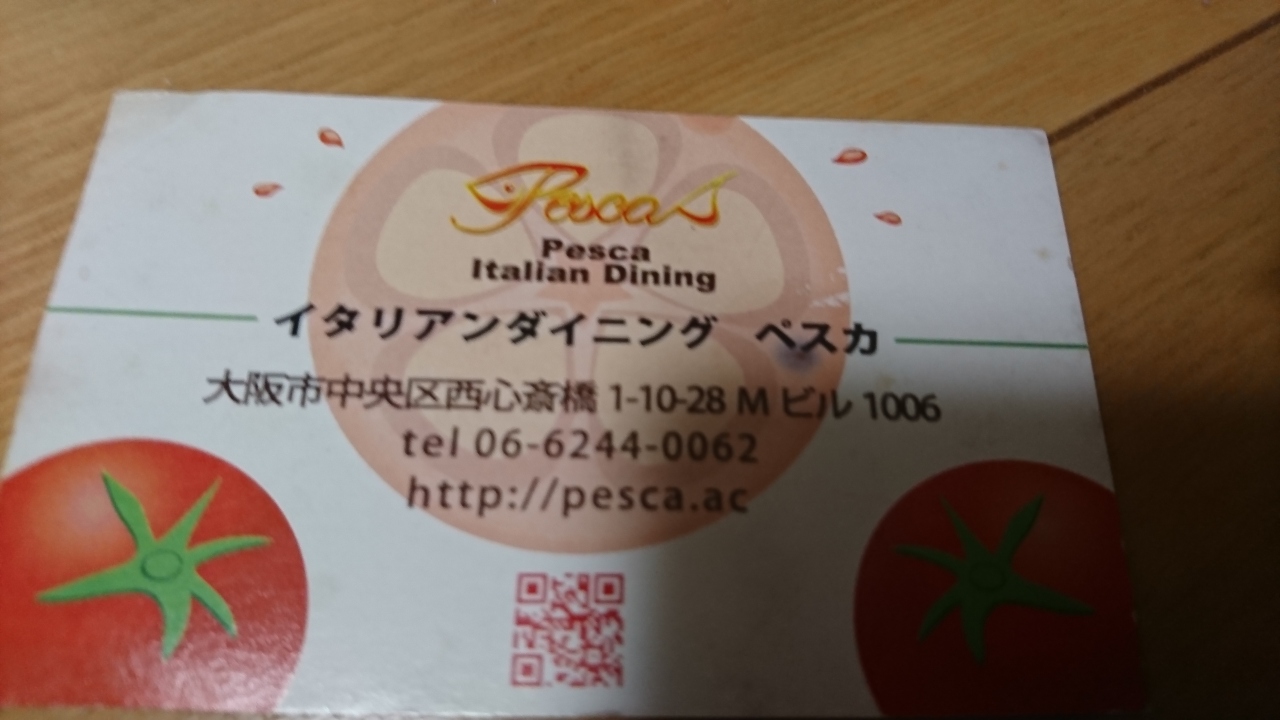 Pesca
Pesca
Italian Dining
イタリアンダイニング ペスカ
大阪市中央区西心斎橋 1-10-28 M ビル 1006
tel 06-6244-0062
http://pesca.ac